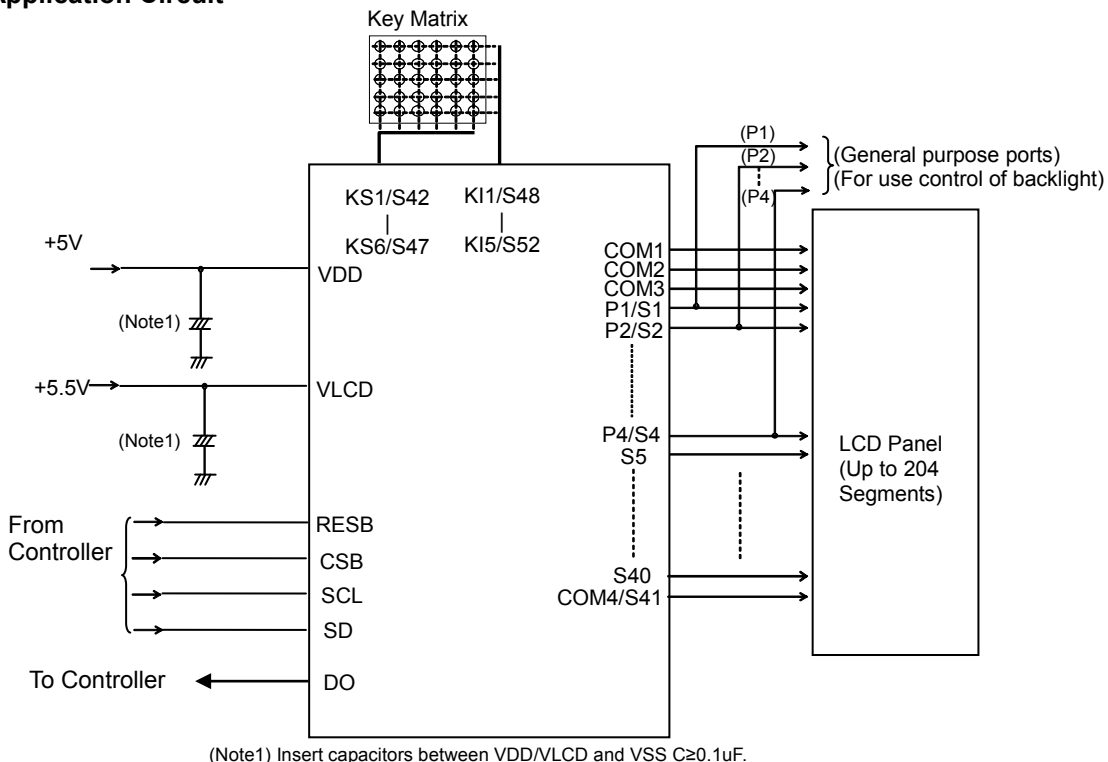 Application Circuit
Key Matrix
(P1)
(P2)
(P4)
(General purpose ports)
(For use control of backlight)
KS1/S42
|
KS6/S47
KI1/S48
|
KI5/S52
+5V
VDD
(Note1)
+5.5V
VLCD
(Note1)
From
Controller
RESB
CSB
SCL
SD
To Controller
DO
COM1
COM2
COM3
P1/S1
P2/S2
P4/S4
S5
S40
COM4/S41
LCD Panel
(Up to 204
Segments)
(Note1) Insert capacitors between VDD/VLCD and VSS C≥0.1uF.